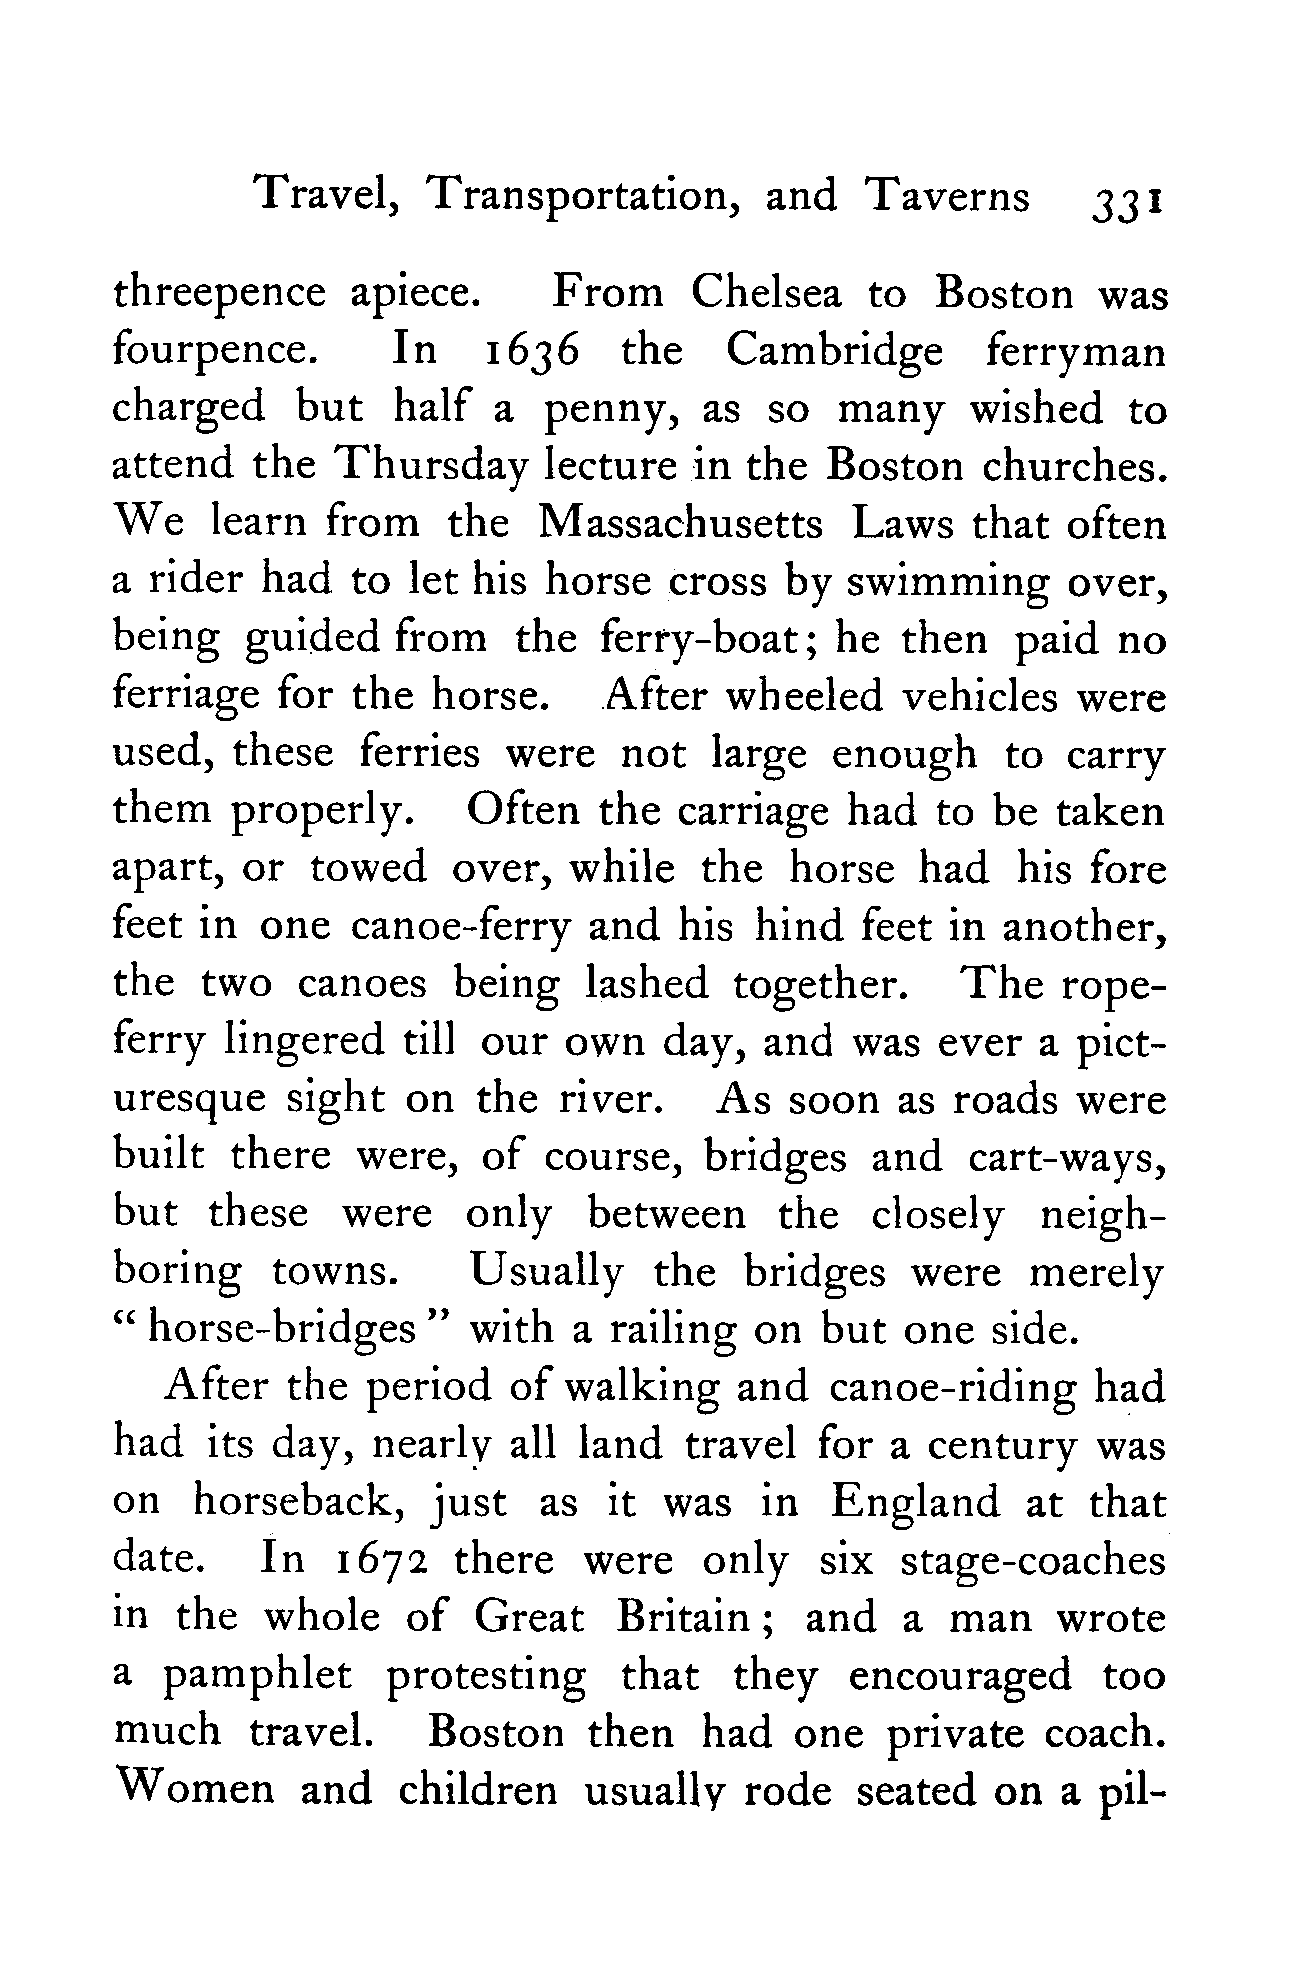 Travel, Transportation, and Taverns 331
threepence apiece. From Chelsea to Boston was
fourpence. In 1636 the Cambridge ferryman
charged but half a penny, as so many wished to
attend the Thursday lecture in the Boston churches.
We learn from the Massachusetts Laws that often
a rider had to let his horse cross by swimming over,
being guided from the ferry-boat; he then paid no
ferriage for the horse. After wheeled vehicles were
used, these ferries were not large enough to carry
them properly. Often the carriage had to be taken
apart, or towed over, while the horse had his fore
feet in one canoe-ferry and his hind feet in another,
the two canoes being lashed together. The rope-
ferry lingered till our own day, and was ever a pict-
uresque sight on the river. As soon as roads were
built there were, of course, bridges and cart-ways,
but these were only between the closely neigh-
boring towns. Usually the bridges were merely
“ horse-bridges ” with a railing on but one side.
After the period of walking and canoe-riding had
had its day, nearly all land travel for a century was
on horseback, just as it was in England at that
date. In 1672 there were only six stage-coaches
in the whole of Great Britain ; and a man wrote
a pamphlet protesting that they encouraged too
much travel. Boston then had one private coach.
Women and children usually rode seated on a pil-